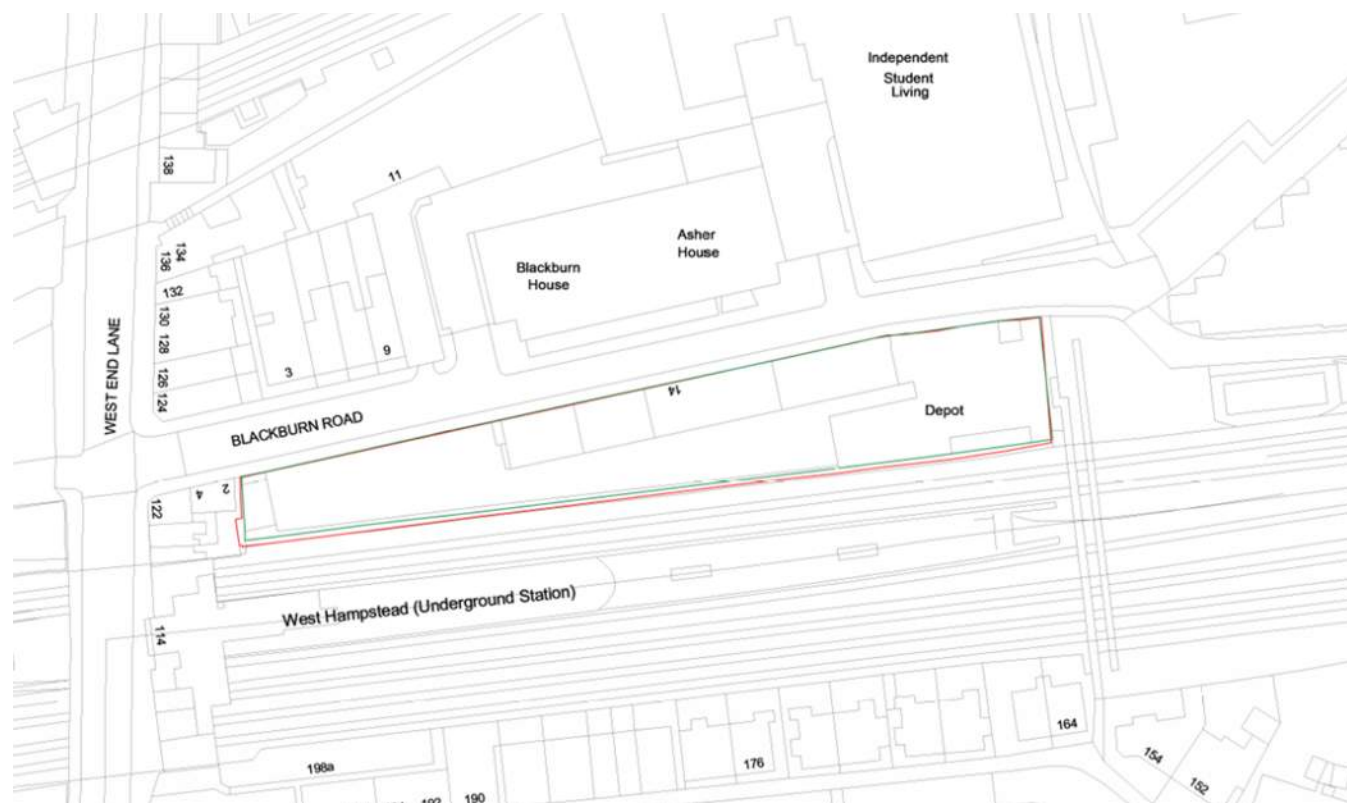 Independent
Student
Living
138
11
134
136
Asher
House
Blackburn
House
132
130
128
9
3
126
124
WEST END LANE
BLACKBURN ROAD
14
Depot
2
4
122
West Hampstead (Underground Station)
114
164
154
176
152
198a
190